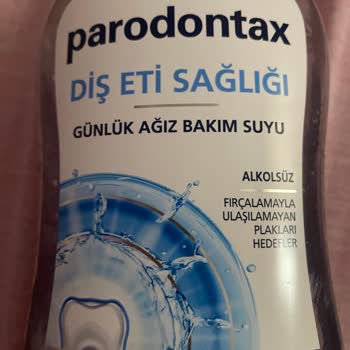 parodontax
DİŞ ETİ SAĞLIĞI
GÜNLÜK AĞIZ BAKIM SUYU
ALKOLSÜZ
FIRÇALAMAYLA
ULAŞILAMAYAN
PLAKLARI
HEDEFLER